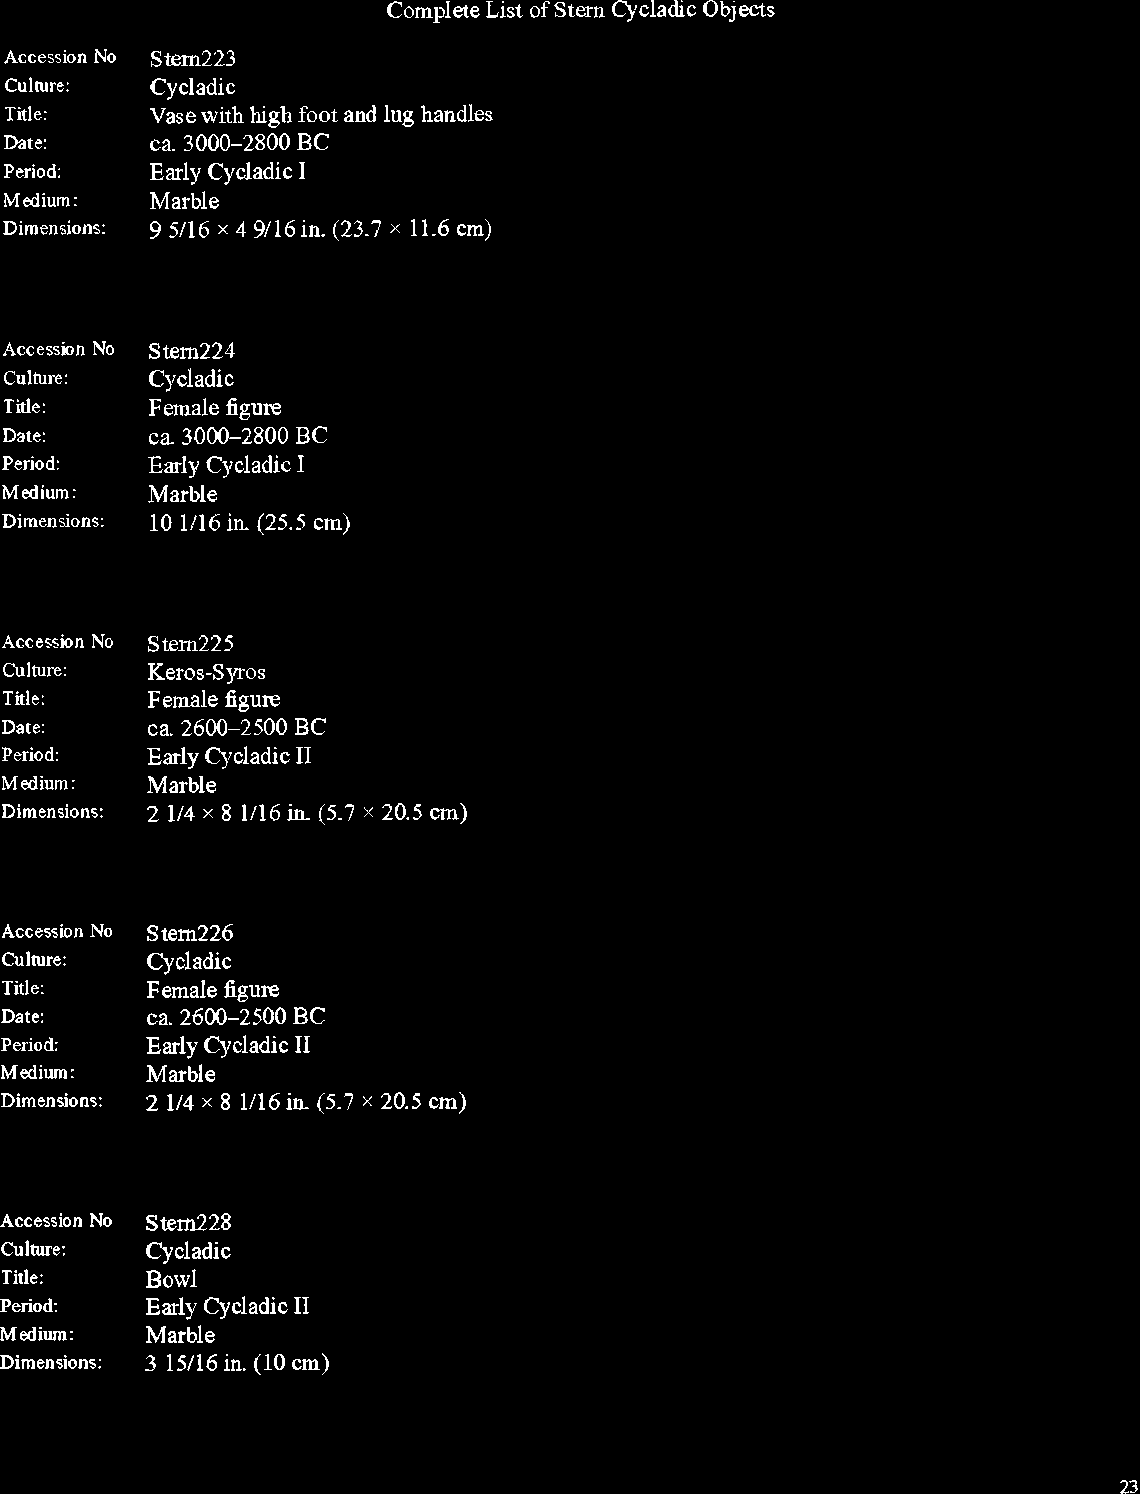 Complete List of Stern Cycladic Objects
Accession No Stern223
Culture: Cycladic
Title: Vase with high foot and lug handles
Date: ca. 3000–2800 BC
Period: Early Cycladic I
Medium: Marble
Dimensions: 9 5/16 × 4 9/16 in. (23.7 × 11.6 cm)
Accession No Stern224
Culture: Cycladic
Title: Female figure
Date: ca. 3000–2800 BC
Period: Early Cycladic I
Medium: Marble
Dimensions: 10 1/16 in. (25.5 cm)
Accession No Stern225
Culture: Keros-Syros
Title: Female figure
Date: ca. 2600–2500 BC
Period: Early Cycladic II
Medium: Marble
Dimensions: 2 1/4 × 8 1/16 in. (5.7 × 20.5 cm)
Accession No Stern226
Culture: Cycladic
Title: Female figure
Date: ca. 2600–2500 BC
Period: Early Cycladic II
Medium: Marble
Dimensions: 2 1/4 × 8 1/16 in. (5.7 × 20.5 cm)
Accession No Stern228
Culture: Cycladic
Title: Bowl
Period: Early Cycladic II
Medium: Marble
Dimensions: 3 15/16 in. (10 cm)
23